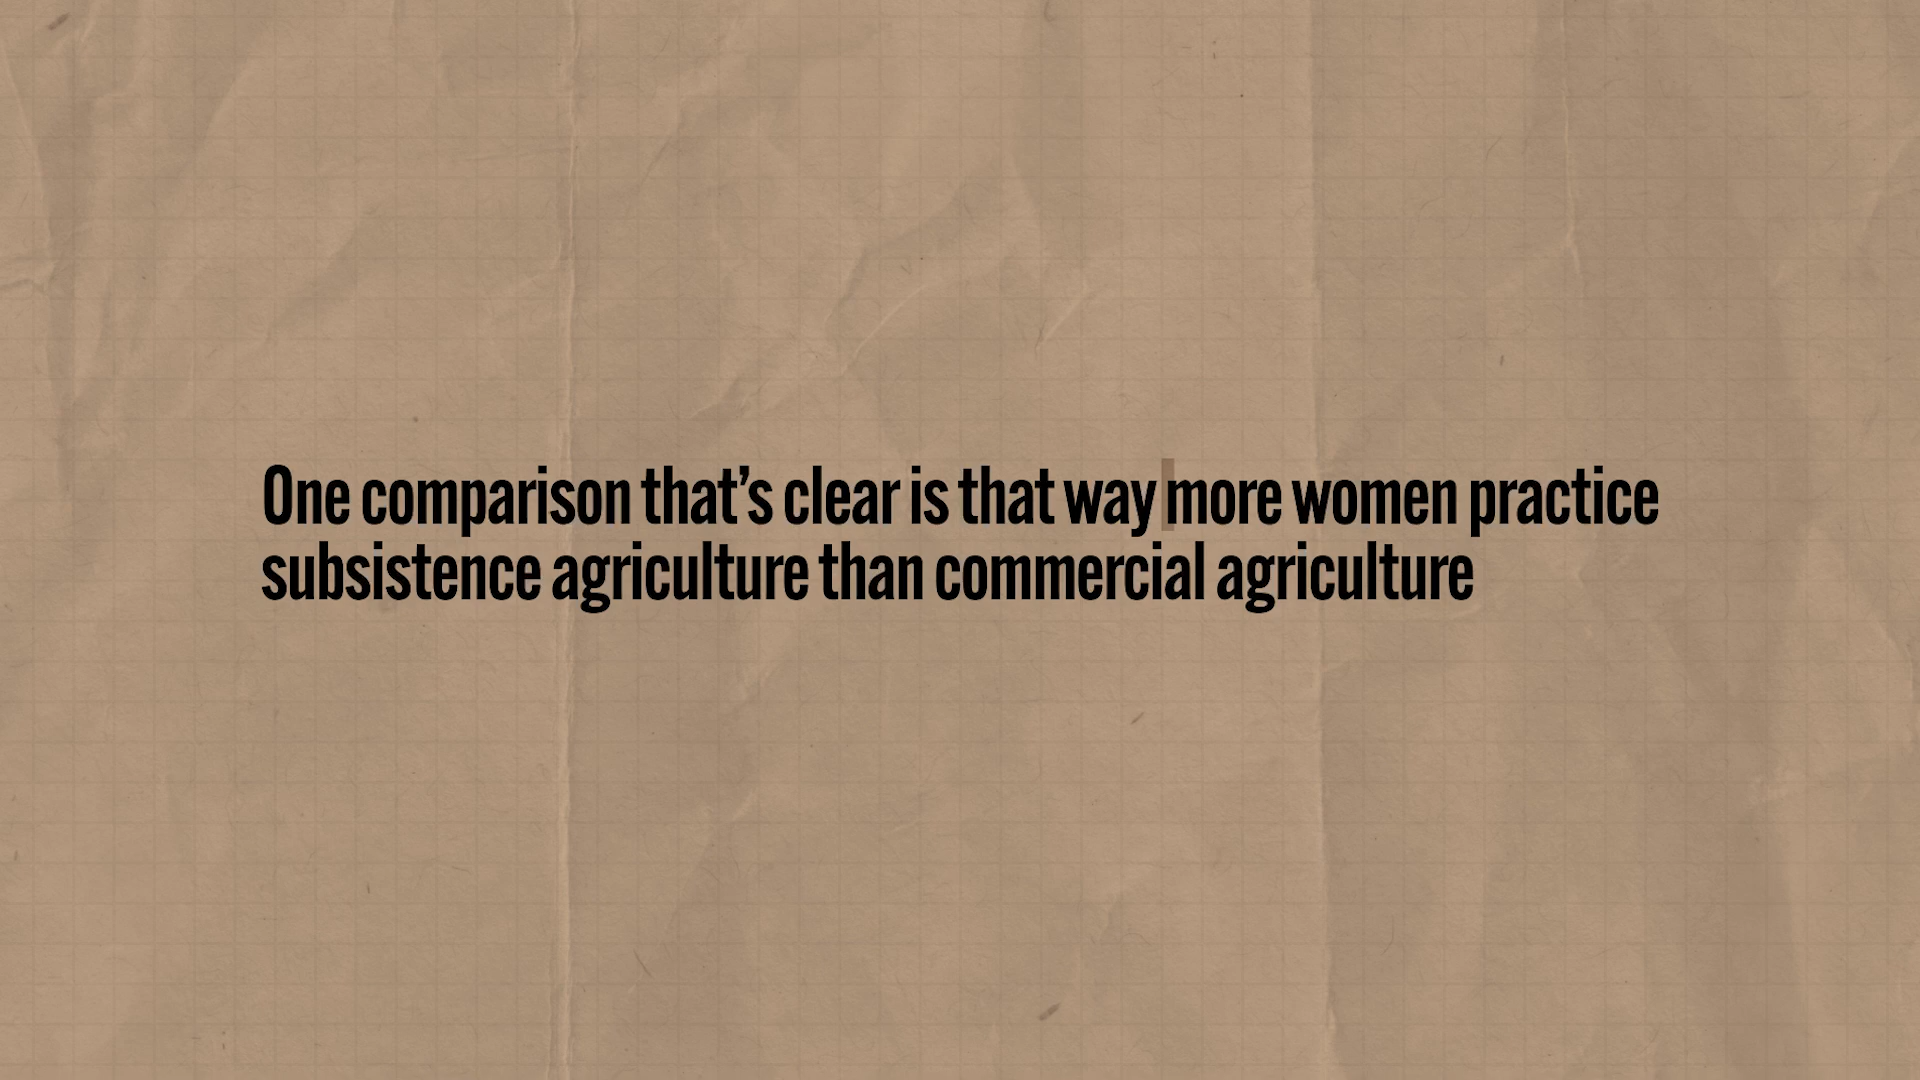 One comparison that’s clear is that way more women practice
subsistence agriculture than commercial agriculture